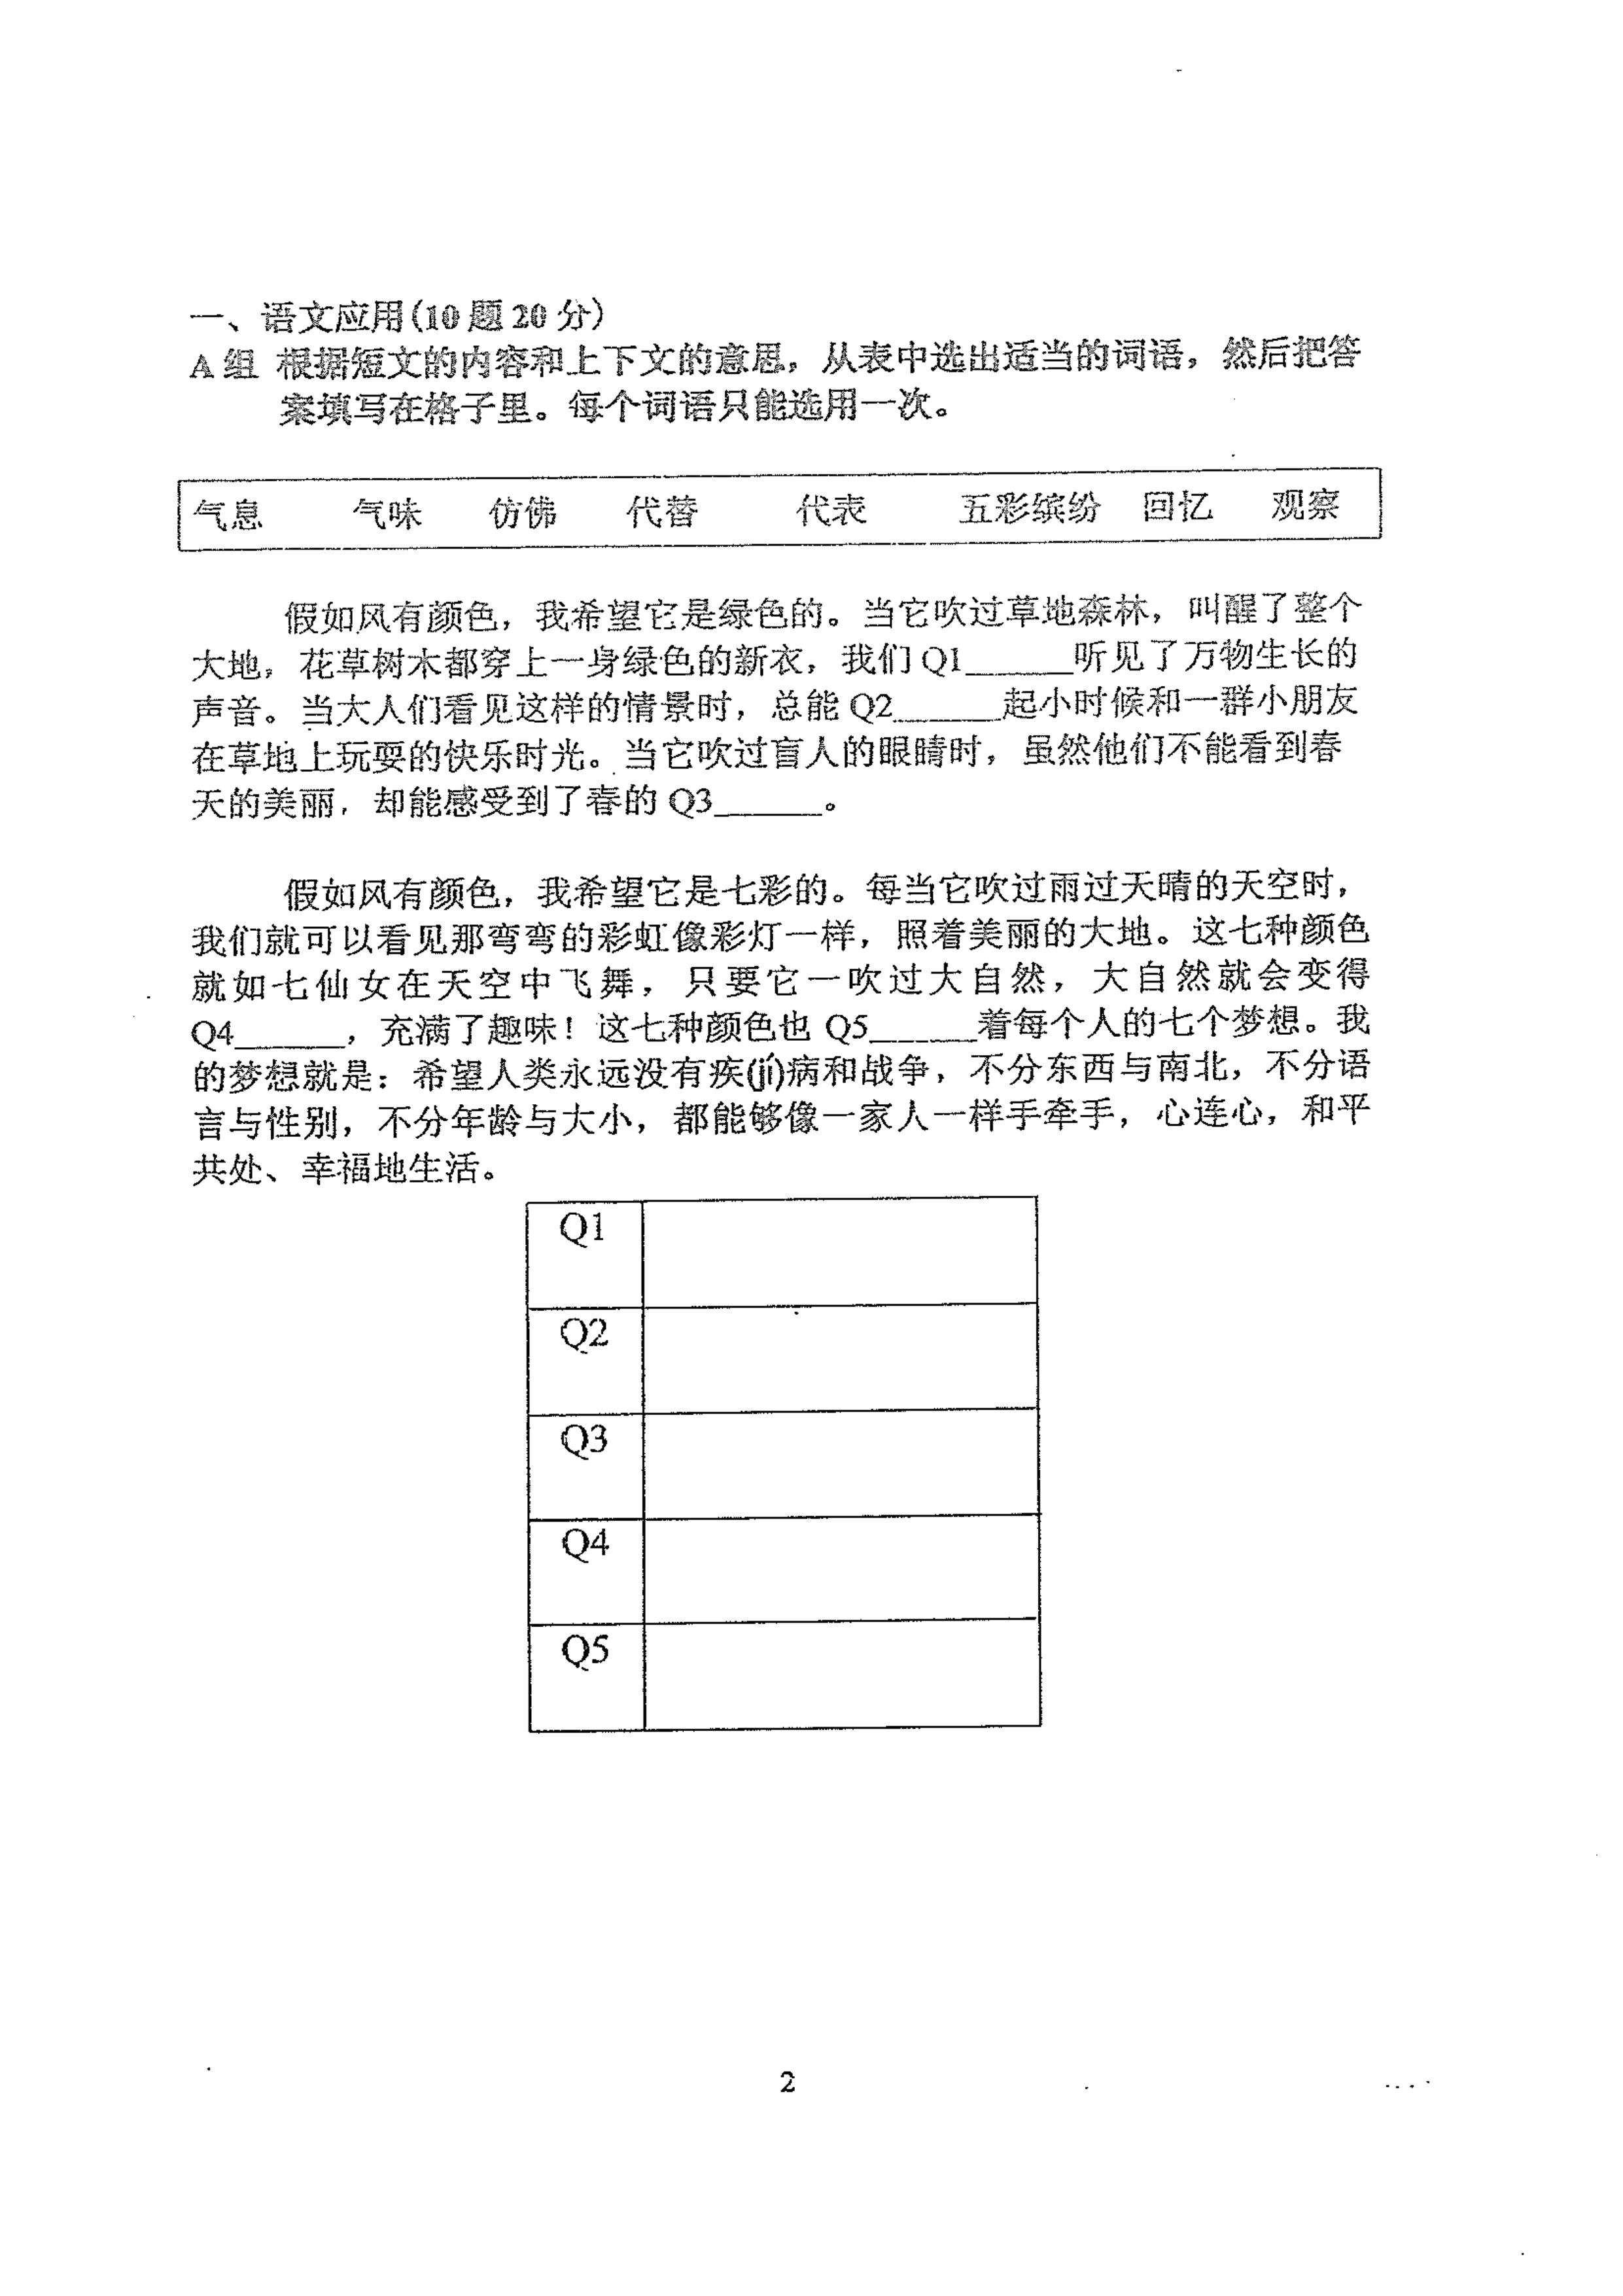 一、语文应用(10 题 20 分)
A 组 根据短文的内容和上下文的意思，从表中选出适当的词语，然后把答
案填写在格子里。每个词语只能选用一次。
气息 气味 仿佛 代替 代表 五彩缤纷 回忆 观察
假如风有颜色，我希望它是绿色的。当它吹过草地森林，叫醒了整个
大地，花草树木都穿上一身绿色的新衣，我们 Q1______听见了万物生长的
声音。当大人们看见这样的情景时，总能 Q2______起小时候和一群小朋友
在草地上玩耍的快乐时光。当它吹过盲人的眼睛时，虽然他们不能看到春
天的美丽，却能感受到了春的 Q3______。
假如风有颜色，我希望它是七彩的。每当它吹过雨过天晴的天空时，
我们就可以看见那弯弯的彩虹像彩灯一样，照着美丽的大地。这七种颜色
就如七仙女在天空中飞舞，只要它一吹过大自然，大自然就会变得
Q4______，充满了趣味！这七种颜色也 Q5______着每个人的七个梦想。我
的梦想就是：希望人类永远没有疾(jí)病和战争，不分东西与南北，不分语
言与性别，不分年龄与大小，都能够像一家人一样手牵手，心连心，和平
共处、幸福地生活。
Q1
Q2
Q3
Q4
Q5
2